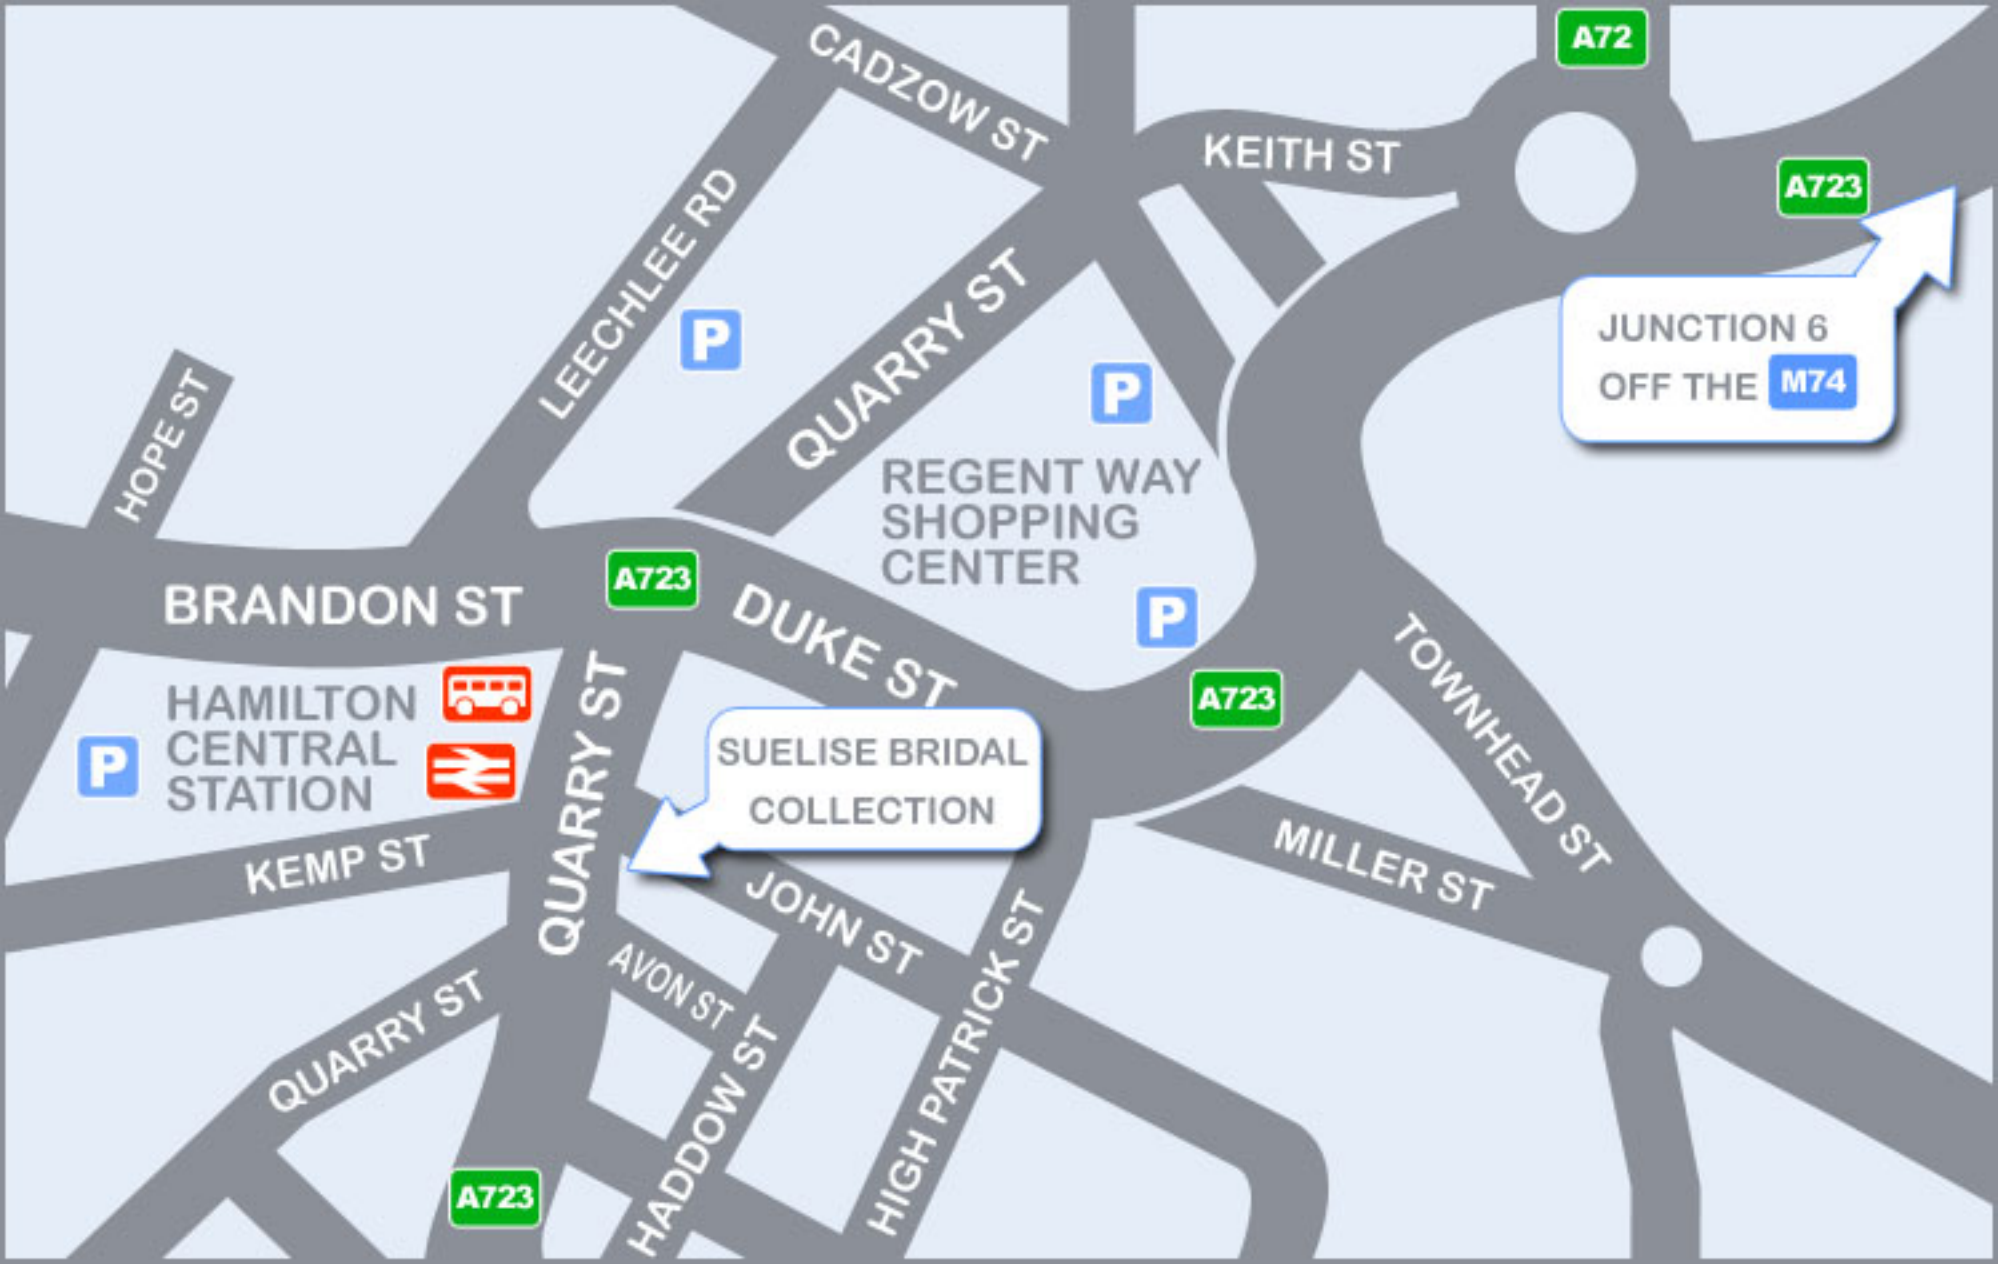 CADZOW ST
A72
KEITH ST
A723
LEECHLEE RD
QUARRY ST
JUNCTION 6
OFF THE M74
P
P
HOPE ST
REGENT WAY
SHOPPING
CENTER
BRANDON ST
A723
DUKE ST
P
TOWNHEAD ST
A723
HAMILTON
CENTRAL
STATION
P
QUARRY ST
SUELISE BRIDAL
COLLECTION
KEMP ST
MILLER ST
JOHN ST
AVON ST
HIGH PATRICK ST
QUARRY ST
HADDOW ST
A723